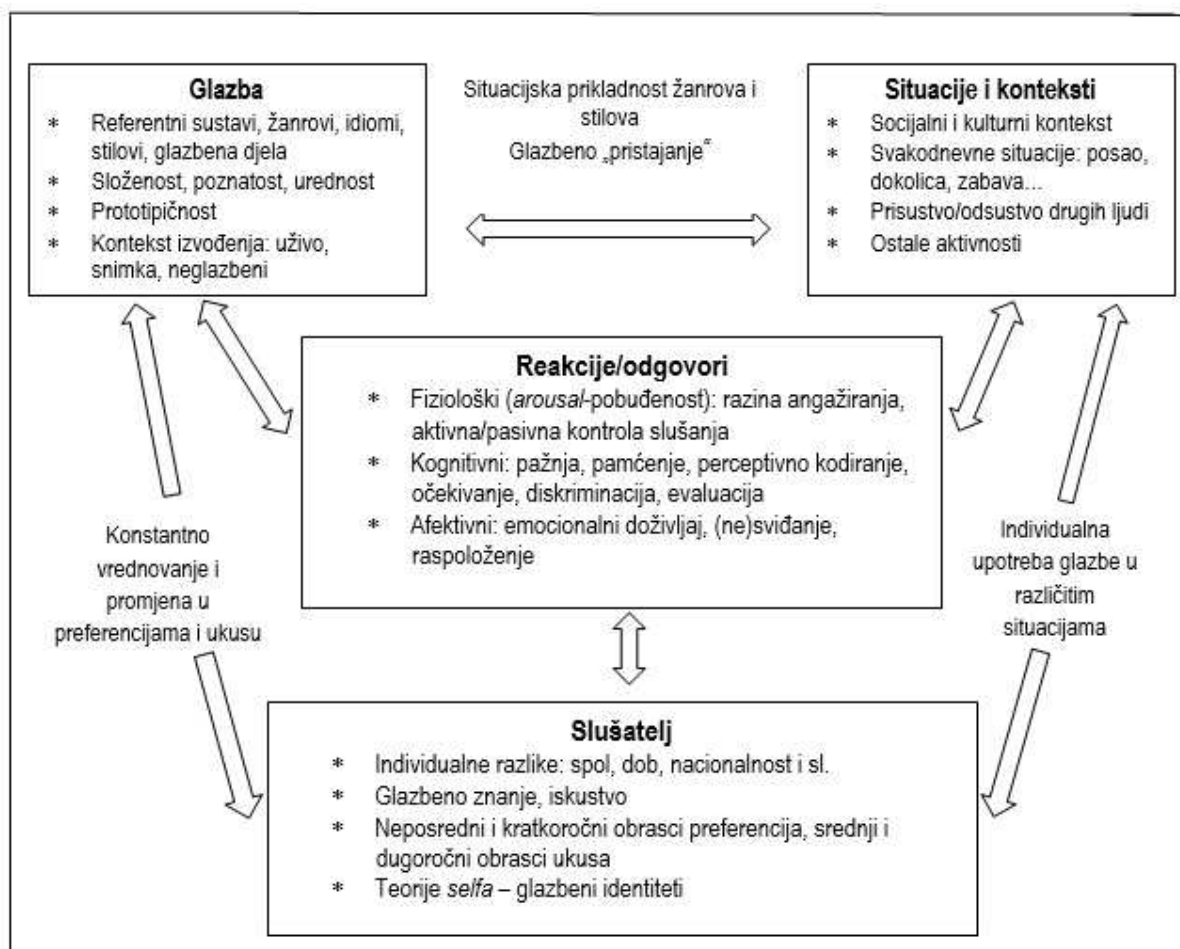 Glazba
* Referentni sustavi, žanrovi, idiomi,
stilovi, glazbena djela
* Složenost, poznatost, urednost
* Prototipičnost
* Kontekst izvođenja: uživo,
snimka, neglazbeni
Situacijska prikladnost žanrova i
stilova
Glazbeno „pristajanje“
Situacije i konteksti
* Socijalni i kulturni kontekst
* Svakodnevne situacije: posao,
dokolica, zabava...
* Prisustvo/odsustvo drugih ljudi
* Ostale aktivnosti
Reakcije/odgovori
* Fiziološki (arousal-pobuđenost): razina angažiranja,
aktivna/pasivna kontrola slušanja
* Kognitivni: pažnja, pamćenje, perceptivno kodiranje,
očekivanje, diskriminacija, evaluacija
* Afektivni: emocionalni doživljaj, (ne)sviđanje,
raspoloženje
Konstantno
vrednovanje i
promjena u
preferencijama i ukusu
Individualna
upotreba glazbe u
različitim
situacijama
Slušatelj
* Individualne razlike: spol, dob, nacionalnost i sl.
* Glazbeno znanje, iskustvo
* Neposredni i kratkoročni obrasci preferencija, srednji i
dugoročni obrasci ukusa
* Teorije selfa – glazbeni identiteti